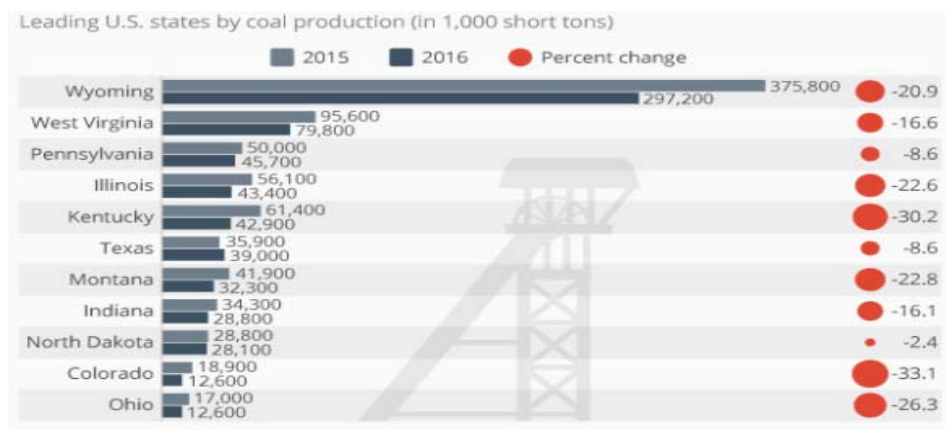 Leading U.S. states by coal production (in 1,000 short tons)
2015 2016 Percent change
Wyoming 375,800 -20.9
297,200
West Virginia 95,600 -16.6
79,800
Pennsylvania 50,000 -8.6
45,700
Illinois 56,100 -22.6
43,400
Kentucky 61,400 -30.2
42,900
Texas 35,900 -8.6
39,000
Montana 41,900 -22.8
32,300
Indiana 34,300 -16.1
28,800
North Dakota 28,800 -2.4
28,100
Colorado 18,900 -33.1
12,600
Ohio 17,000 -26.3
12,600